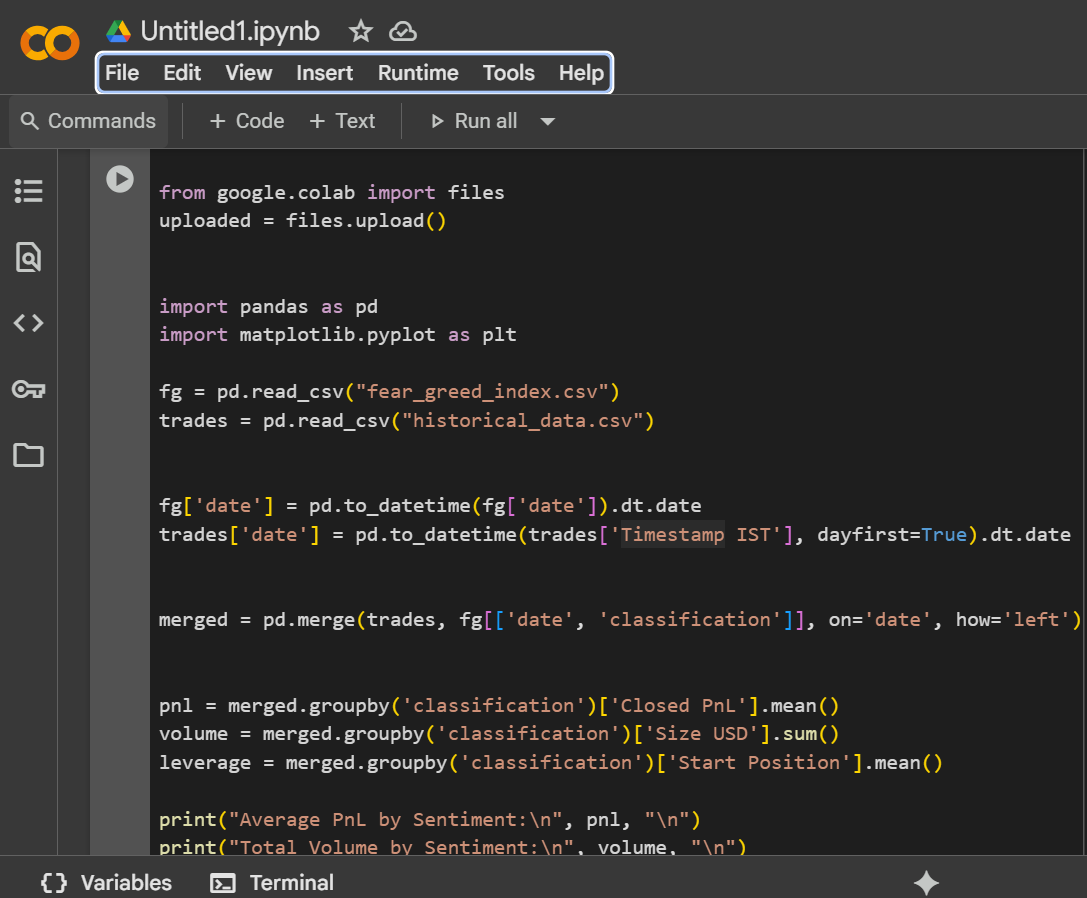 Untitled1.ipynb
File Edit View Insert Runtime Tools Help
Commands + Code + Text Run all
from google.colab import files
uploaded = files.upload()
import pandas as pd
import matplotlib.pyplot as plt
fg = pd.read_csv("fear_greed_index.csv")
trades = pd.read_csv("historical_data.csv")
fg['date'] = pd.to_datetime(fg['date']).dt.date
trades['date'] = pd.to_datetime(trades['Timestamp IST'], dayfirst=True).dt.date
merged = pd.merge(trades, fg[['date', 'classification']], on='date', how='left')
pnl = merged.groupby('classification')['Closed PnL'].mean()
volume = merged.groupby('classification')['Size USD'].sum()
leverage = merged.groupby('classification')['Start Position'].mean()
print("Average PnL by Sentiment:\n", pnl, "\n")
print("Total Volume by Sentiment:\n", volume, "\n")
Variables Terminal